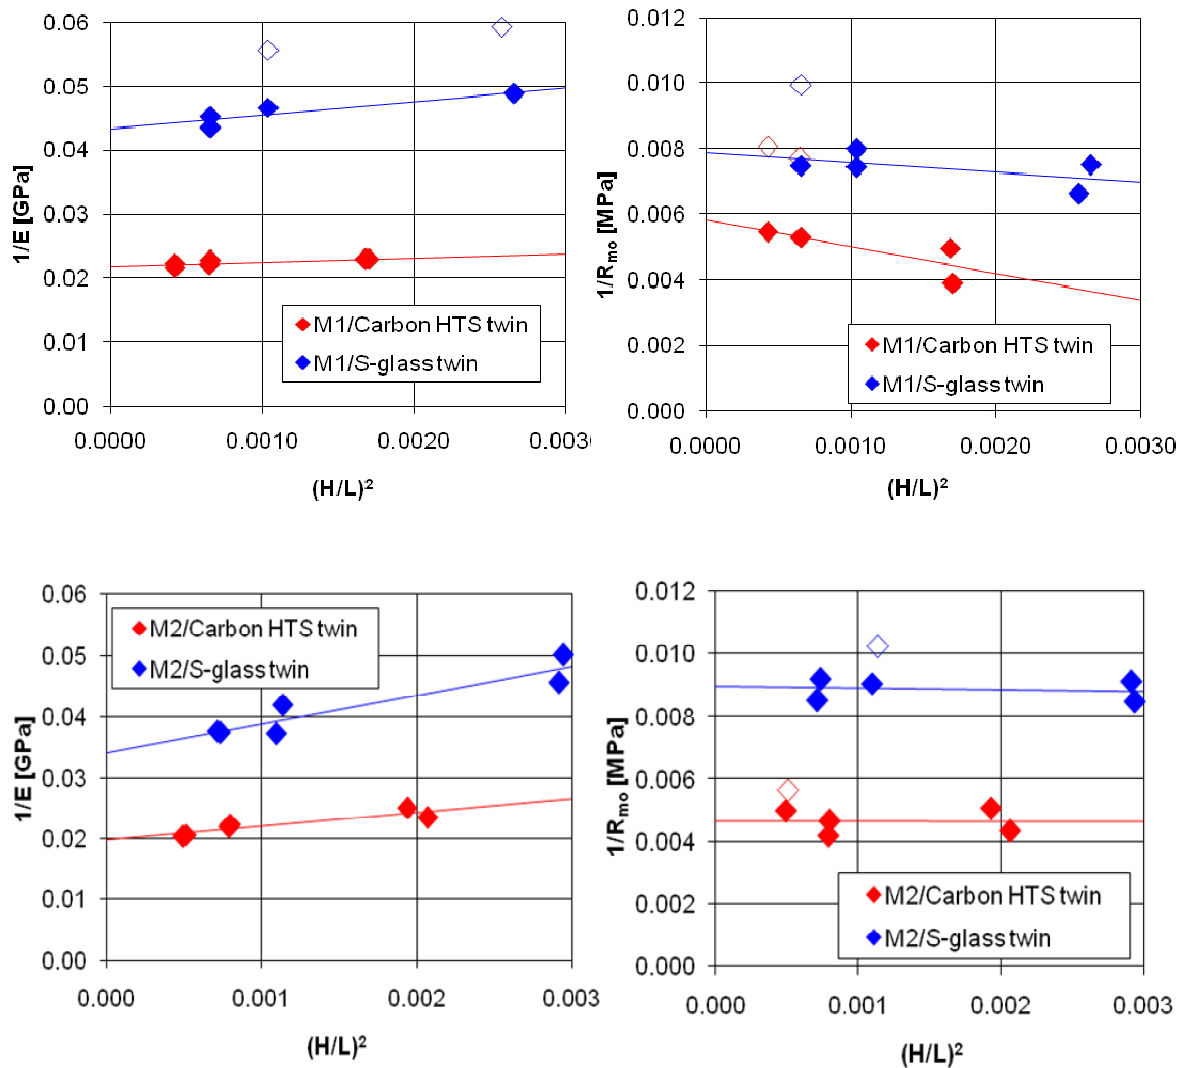 0.06
0.05
0.04
0.03
0.02
0.01
0.00
1/E [GPa]
M1/Carbon HTS twin
M1/S-glass twin
0.0000
0.0010
0.0020
0.0030
(H/L)²
0.012
0.010
0.008
0.006
0.004
0.002
0.000
1/Rmo [MPa]
M1/Carbon HTS twin
M1/S-glass twin
0.0000
0.0010
0.0020
0.0030
(H/L)²
0.06
0.05
0.04
0.03
0.02
0.01
0.00
1/E [GPa]
M2/Carbon HTS twin
M2/S-glass twin
0.000
0.001
0.002
0.003
(H/L)²
0.012
0.010
0.008
0.006
0.004
0.002
0.000
1/Rmo [MPa]
M2/Carbon HTS twin
M2/S-glass twin
0.000
0.001
0.002
0.003
(H/L)²